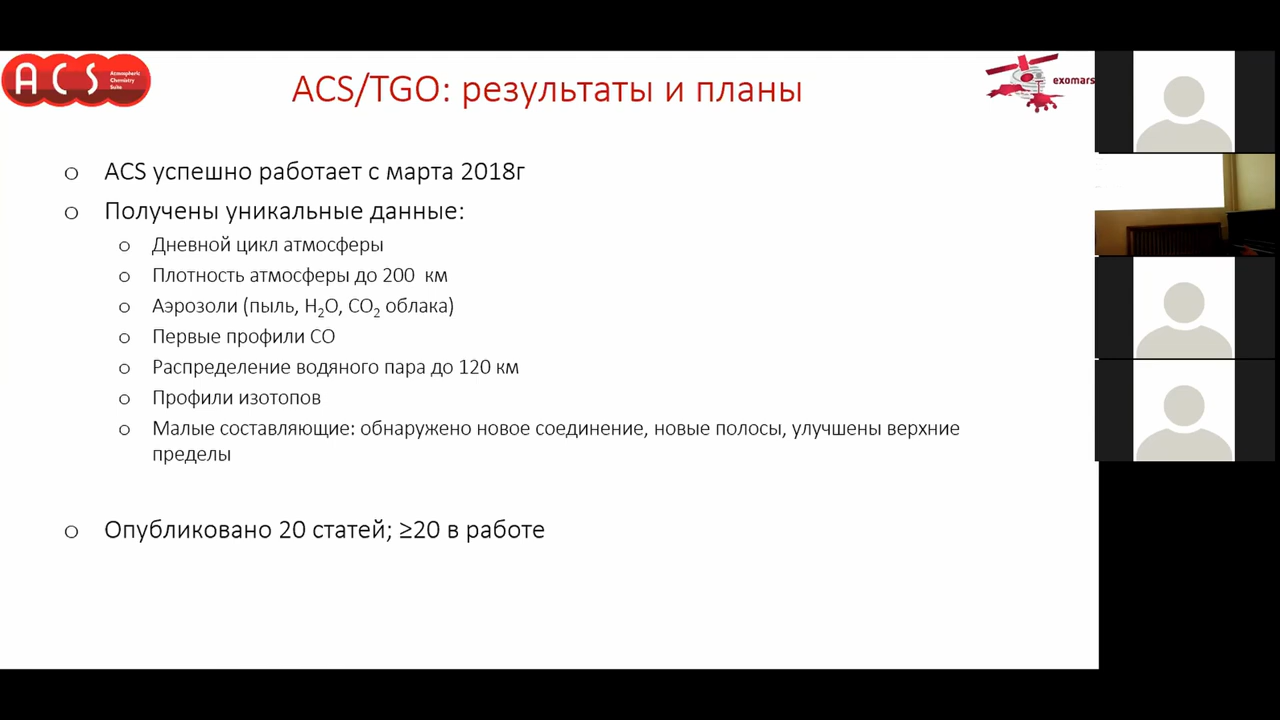 ACS
Atmospheric
Chemistry
Suite
ACS/TGO: результаты и планы
exomars
o ACS успешно работает с марта 2018г
o Получены уникальные данные:
o Дневной цикл атмосферы
o Плотность атмосферы до 200 км
o Аэрозоли (пыль, H₂O, CO₂ облака)
o Первые профили CO
o Распределение водяного пара до 120 км
o Профили изотопов
o Малые составляющие: обнаружено новое соединение, новые полосы, улучшены верхние
пределы
o Опубликовано 20 статей; ≥20 в работе